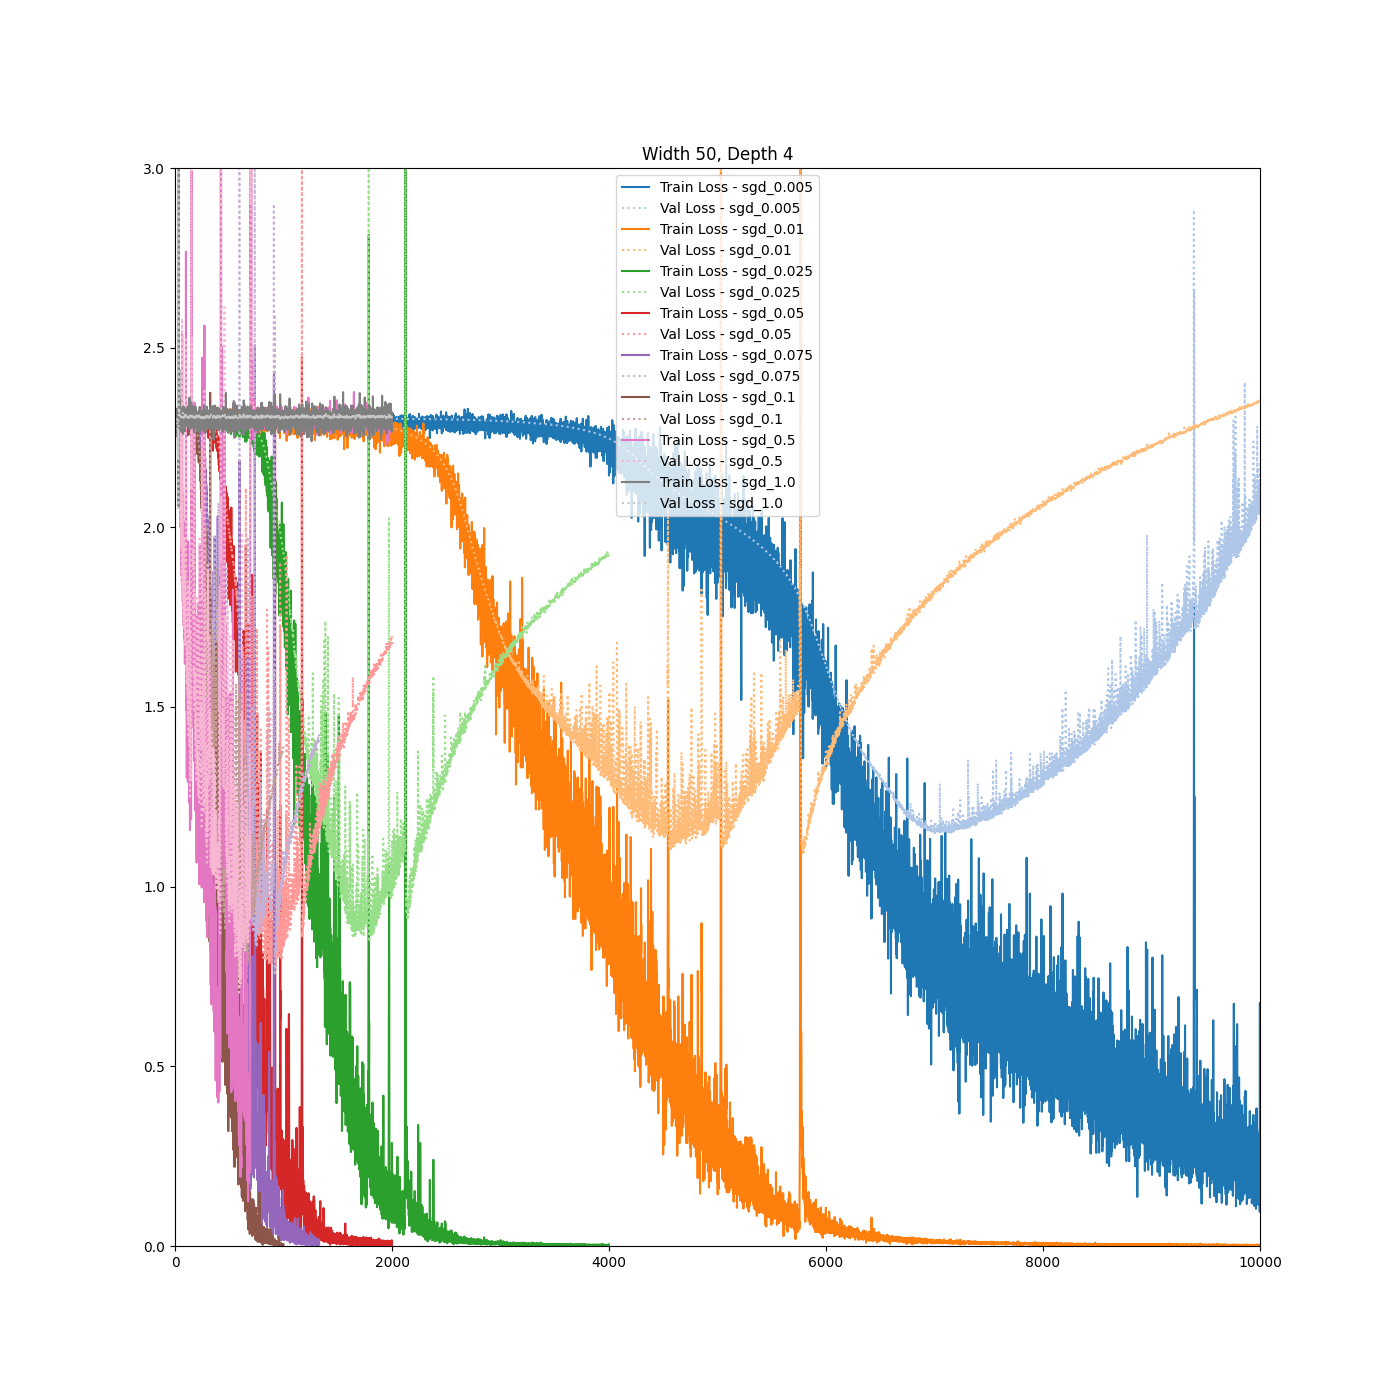 Width 50, Depth 4
3.0
2.5
2.0
1.5
1.0
0.5
0.0
Train Loss - sgd_0.005
Val Loss - sgd_0.005
Train Loss - sgd_0.01
Val Loss - sgd_0.01
Train Loss - sgd_0.025
Val Loss - sgd_0.025
Train Loss - sgd_0.05
Val Loss - sgd_0.05
Train Loss - sgd_0.075
Val Loss - sgd_0.075
Train Loss - sgd_0.1
Val Loss - sgd_0.1
Train Loss - sgd_0.5
Val Loss - sgd_0.5
Train Loss - sgd_1.0
Val Loss - sgd_1.0
0 2000 4000 6000 8000 10000